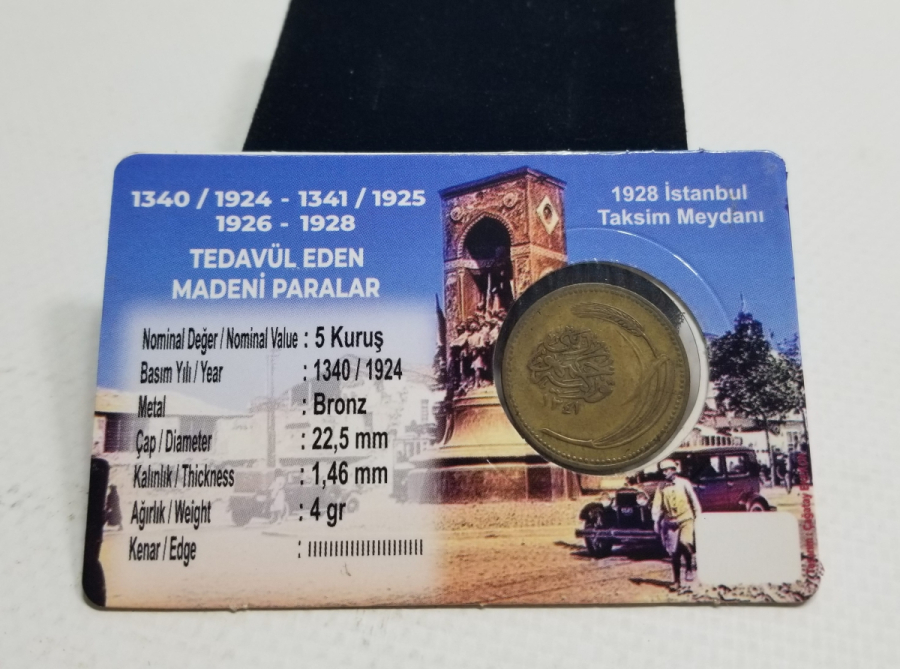 1340 / 1924 - 1341 / 1925
1926 - 1928
TEDAVÜL EDEN
MADENİ PARALAR
1928 İstanbul
Taksim Meydanı
Nominal Değer / Nominal Value : 5 Kuruş
Basım Yılı / Year : 1340 / 1924
Metal : Bronz
Çap / Diameter : 22,5 mm
Kalınlık / Thickness : 1,46 mm
Ağırlık / Weight : 4 gr
Kenar / Edge :